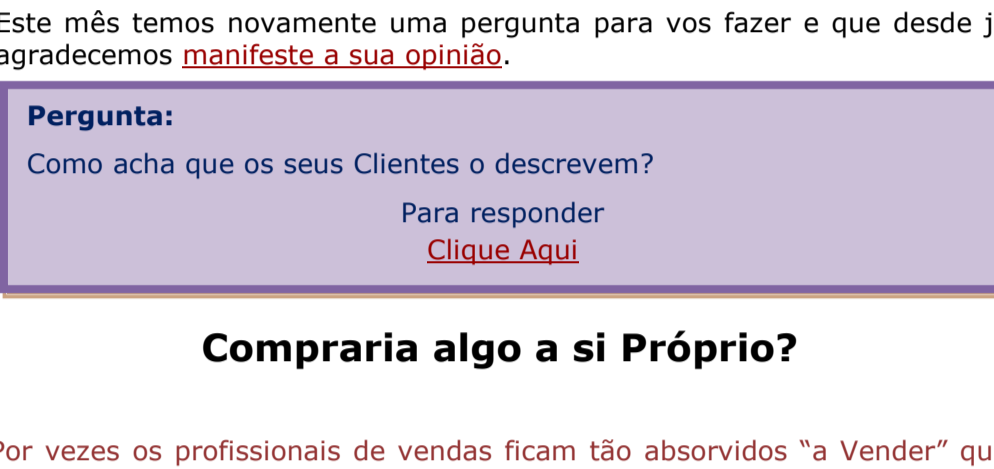 Este mês temos novamente uma pergunta para vos fazer e que desde j
agradecemos manifeste a sua opinião.
Pergunta:
Como acha que os seus Clientes o descrevem?
Para responder
Clique Aqui
Compraria algo a si Próprio?
Por vezes os profissionais de vendas ficam tão absorvidos “a Vender” qu